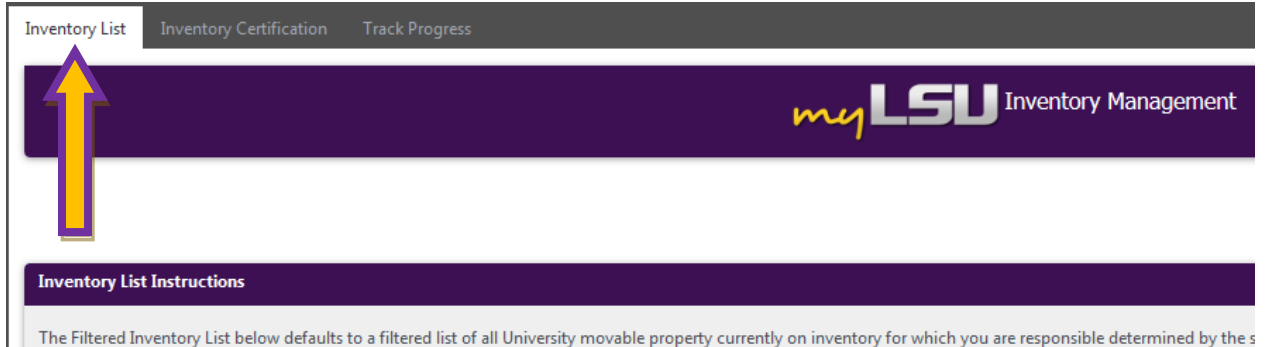 Inventory List Inventory Certification Track Progress
myLSU Inventory Management
Inventory List Instructions
The Filtered Inventory List below defaults to a filtered list of all University movable property currently on inventory for which you are responsible determined by the s